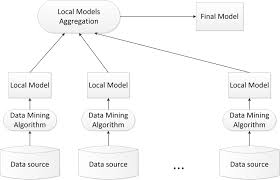 Local Models
Aggregation
Final Model
Local Model
Local Model
Local Model
Data Mining
Algorithm
Data Mining
Algorithm
Data Mining
Algorithm
Data source
Data source
...
Data source